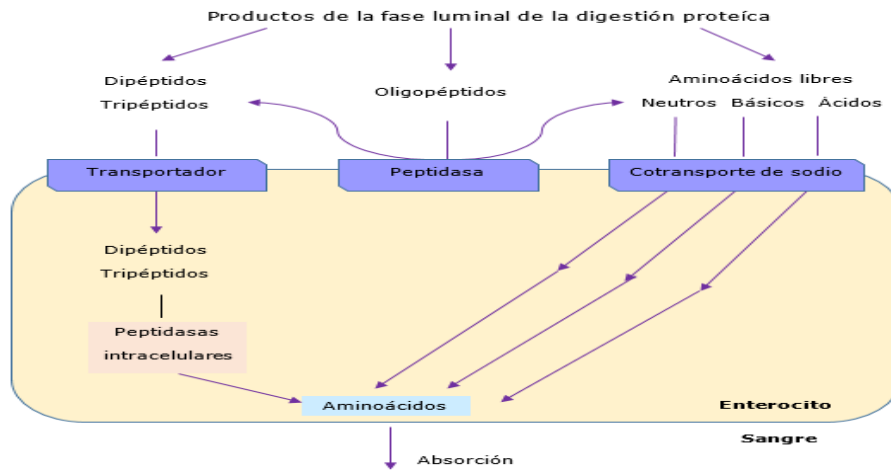 Productos de la fase luminal de la digestión proteíca
Dipéptidos
Tripéptidos
Oligopéptidos
Aminoácidos libres
Neutros Básicos Ácidos
Transportador
Peptidasa
Cotransporte de sodio
Dipéptidos
Tripéptidos
Peptidasas
intracelulares
Aminoácidos
Enterocito
Sangre
Absorción